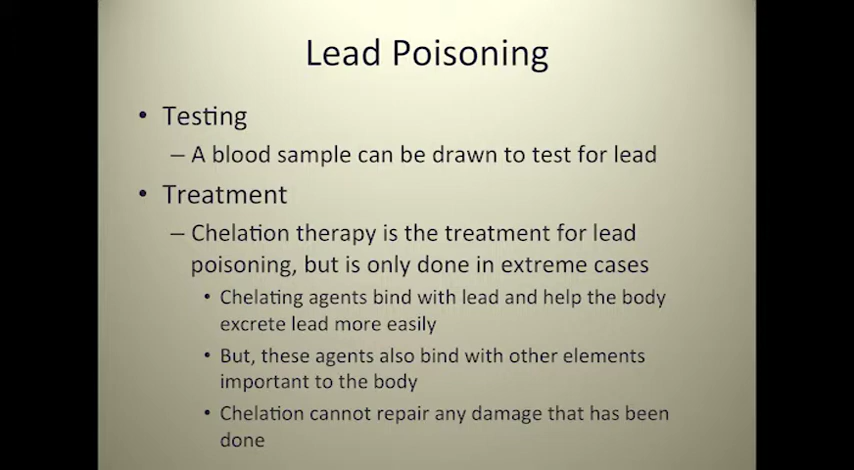 Lead Poisoning
• Testing
– A blood sample can be drawn to test for lead
• Treatment
– Chelation therapy is the treatment for lead
poisoning, but is only done in extreme cases
• Chelating agents bind with lead and help the body
excrete lead more easily
• But, these agents also bind with other elements
important to the body
• Chelation cannot repair any damage that has been
done